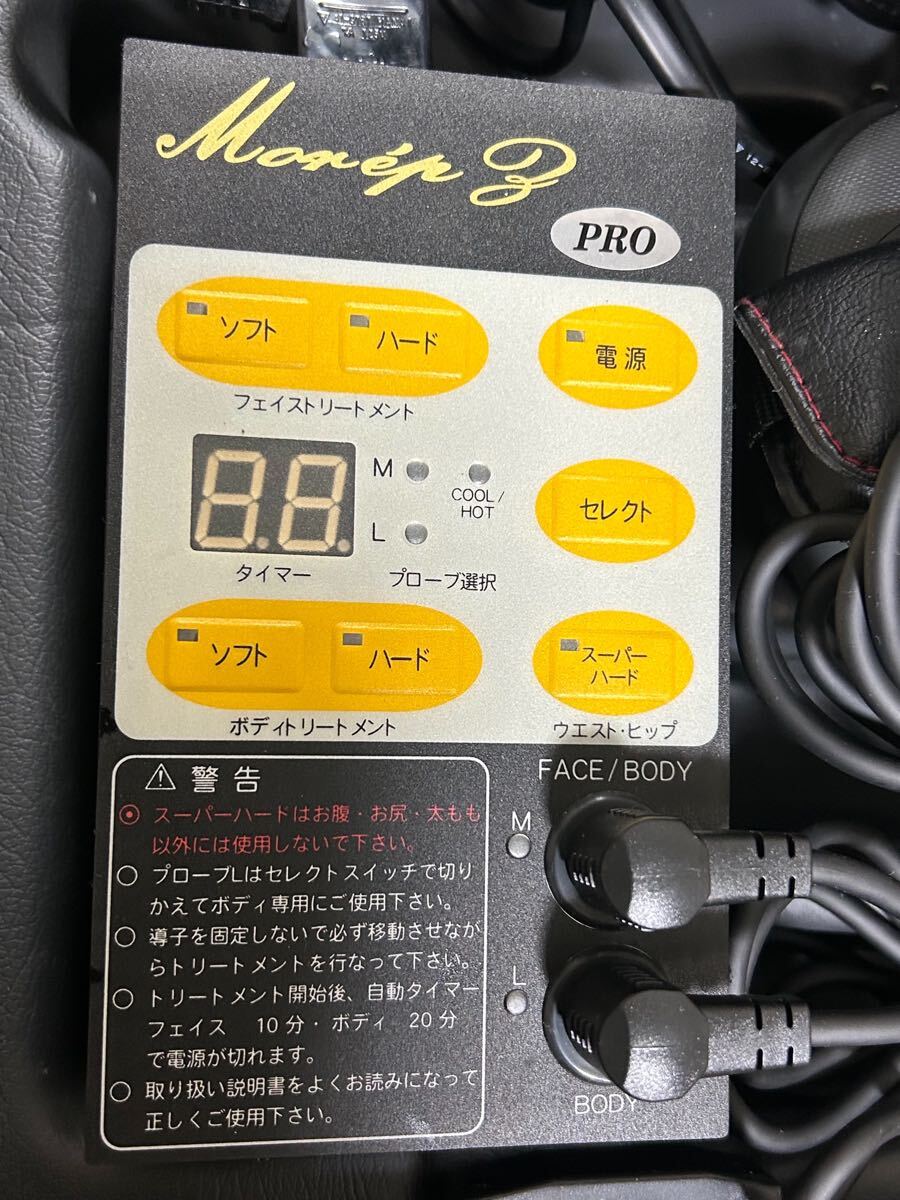 Morép Z
PRO
ソフト
ハード
電源
フェイストリートメント
88
M
COOL/
HOT
L
セレクト
タイマー
プローブ選択
ソフト
ハード
スーパー
ハード
ボディトリートメント
ウエスト・ヒップ
⚠ 警告
スーパーハードはお腹・お尻・太もも
以外には使用しないで下さい。
○ プローブLはセレクトスイッチで切り
かえてボディ専用にご使用下さい。
○ 導子を固定しないで必ず移動させなが
らトリートメントを行なって下さい。
○ トリートメント開始後、自動タイマー
フェイス 10分・ボディ 20分
で電源が切れます。
○ 取り扱い説明書をよくお読みになって
正しくご使用下さい。
FACE/BODY
M
L
BODY